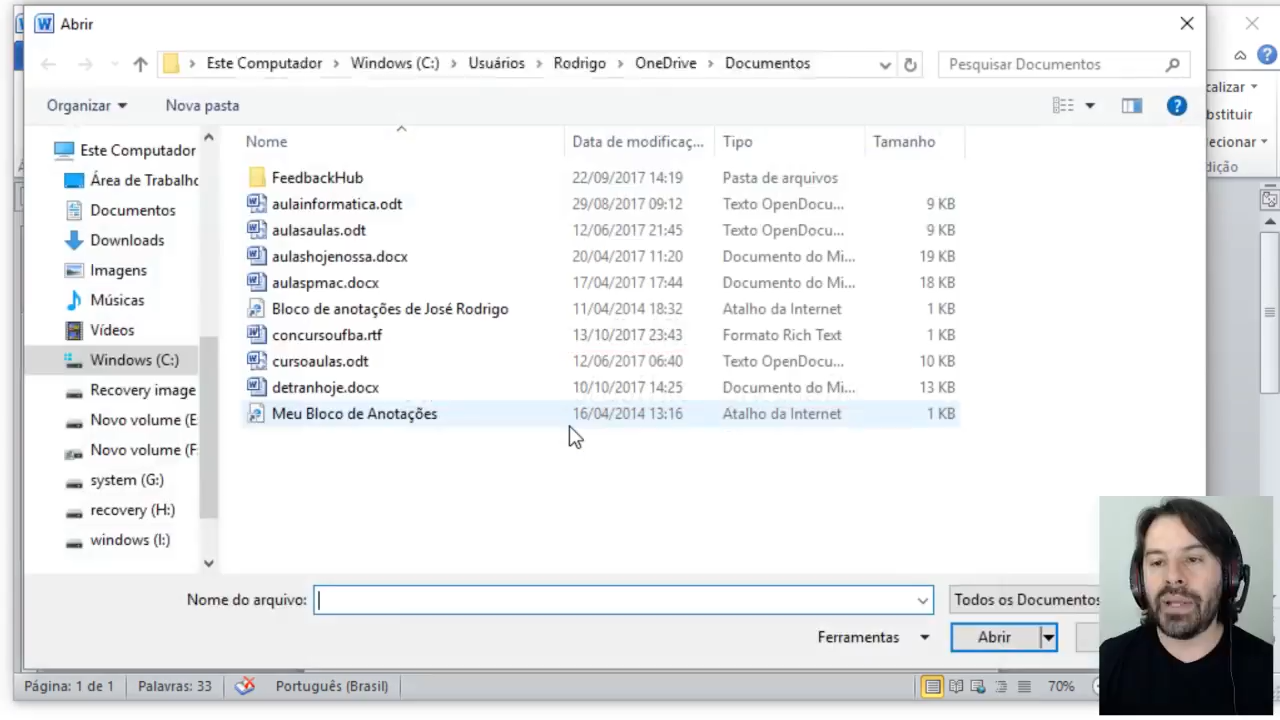 Abrir
Este Computador > Windows (C:) > Usuários > Rodrigo > OneDrive > Documentos
Pesquisar Documentos
Organizar
Nova pasta
calizar
bstituir
lecionar
dição
Este Computador
Área de Trabalho
Documentos
Downloads
Imagens
Músicas
Vídeos
Windows (C:)
Recovery image
Novo volume (E
Novo volume (F:
system (G:)
recovery (H:)
windows (I:)
Nome Data de modificaç... Tipo Tamanho
FeedbackHub 22/09/2017 14:19 Pasta de arquivos
aulainformatica.odt 29/08/2017 09:12 Texto OpenDocu... 9 KB
aulasaulas.odt 12/06/2017 21:45 Texto OpenDocu... 9 KB
aulashojenossa.docx 20/04/2017 11:20 Documento do Mi... 19 KB
aulaspmac.docx 17/04/2017 17:44 Documento do Mi... 18 KB
Bloco de anotações de José Rodrigo 11/04/2014 18:32 Atalho da Internet 1 KB
concursoufba.rtf 13/10/2017 23:43 Formato Rich Text 9 KB
cursoaulas.odt 12/06/2017 06:40 Texto OpenDocu... 10 KB
detranhoje.docx 10/10/2017 14:25 Documento do Mi... 13 KB
Meu Bloco de Anotações 16/04/2014 13:16 Atalho da Internet 1 KB
Nome do arquivo:
Todos os Documentos
Ferramentas
Abrir
Página: 1 de 1
Palavras: 33
Português (Brasil)
70%